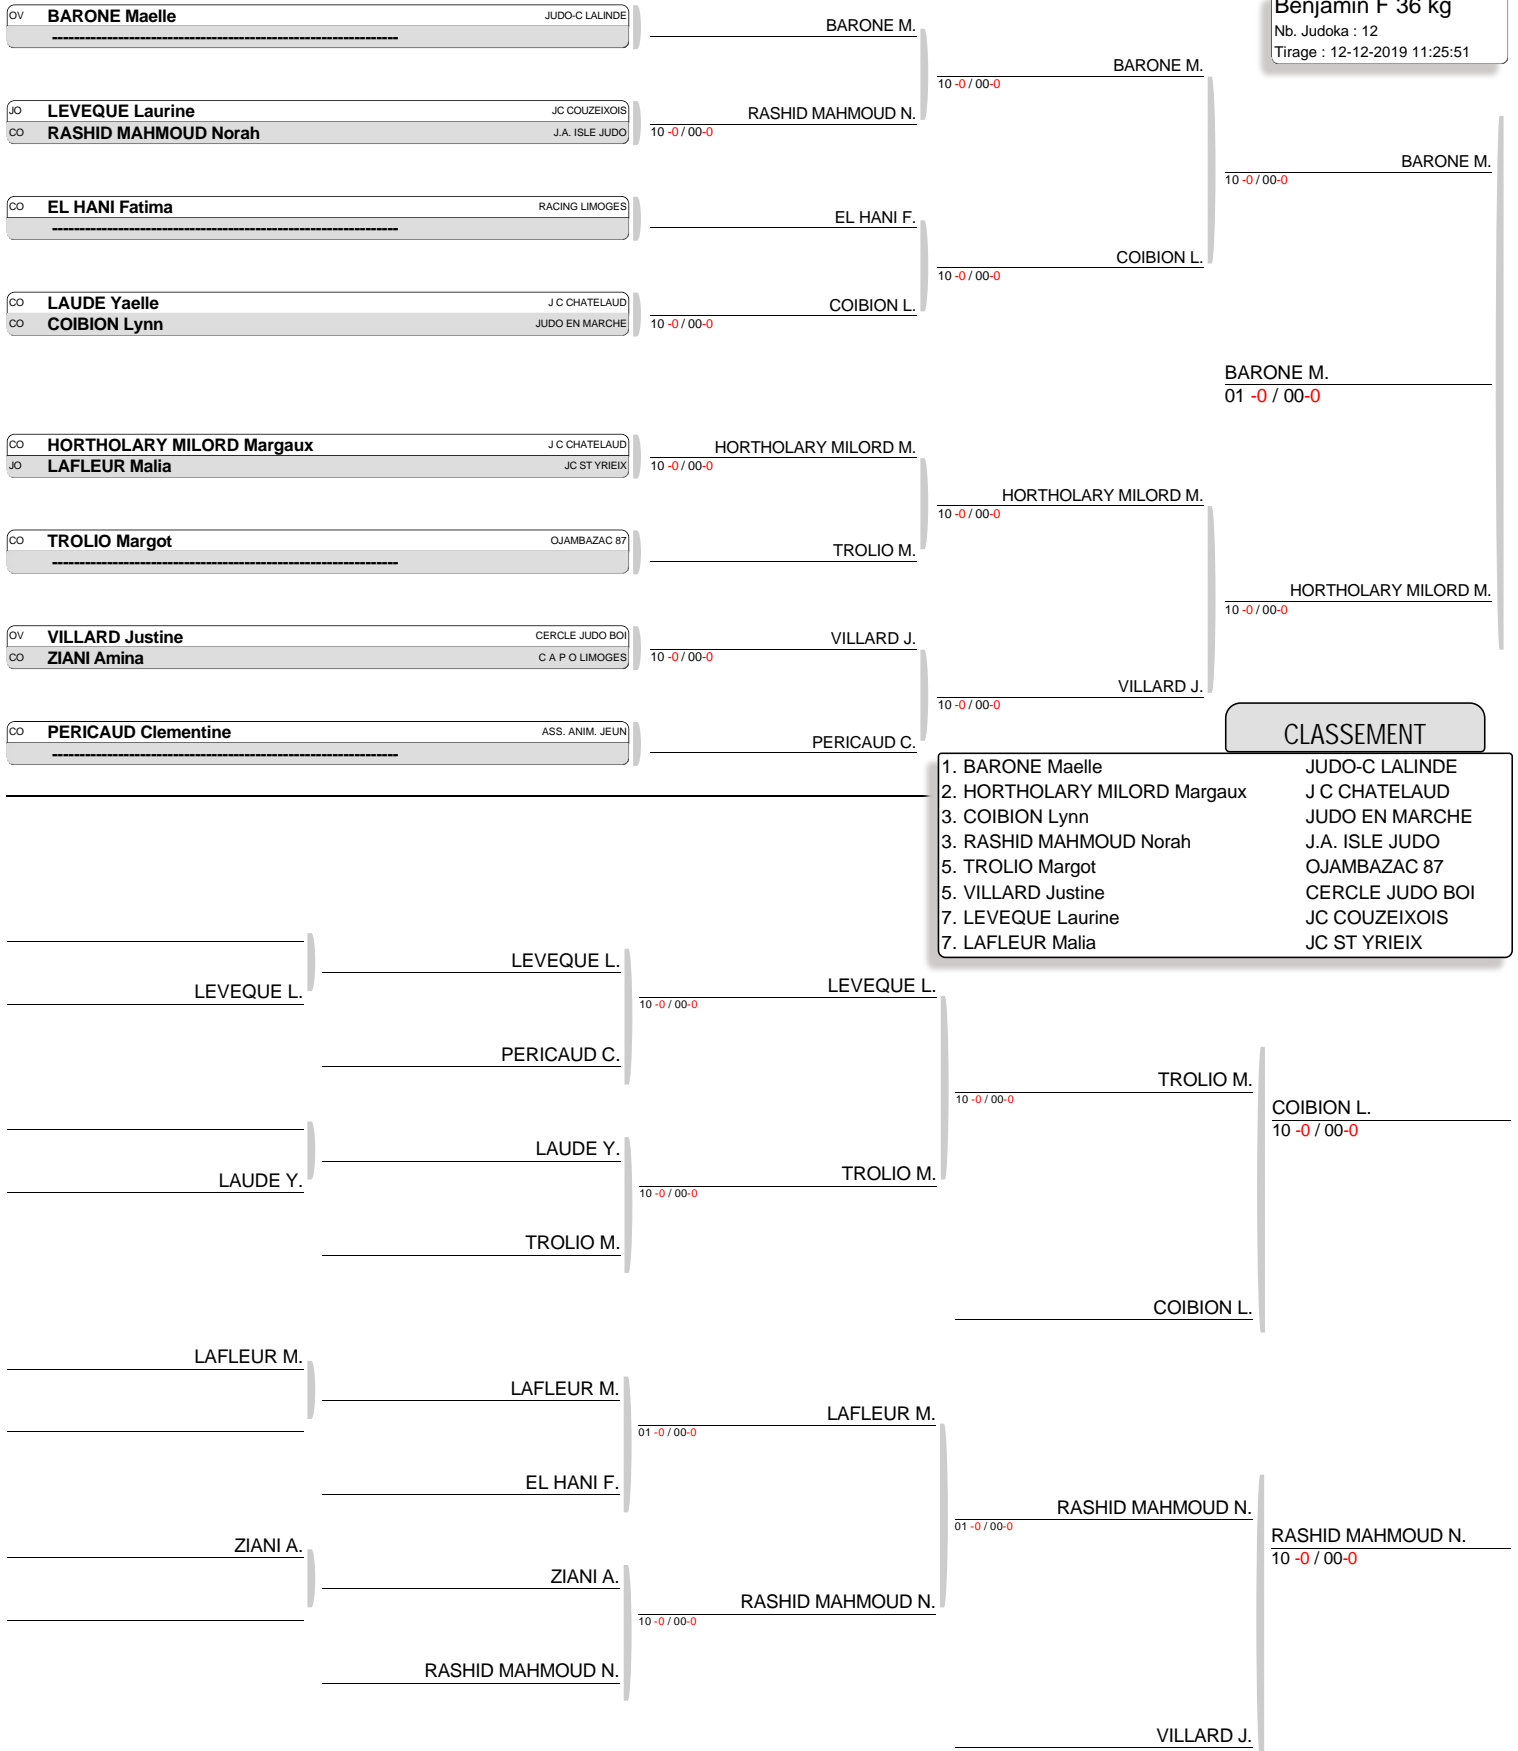 Benjamin F 36 kg
Nb. Judoka : 12
Tirage : 12-12-2019 11:25:51
OV BARONE Maelle JUDO-C LALINDE
----------------------------------------------------------------
JO LEVEQUE Laurine JC COUZEIXOIS
CO RASHID MAHMOUD Norah J.A. ISLE JUDO
CO EL HANI Fatima RACING LIMOGES
----------------------------------------------------------------
CO LAUDE Yaelle J C CHATELAUD
CO COIBION Lynn JUDO EN MARCHE
CO HORTHOLARY MILORD Margaux J C CHATELAUD
JO LAFLEUR Malia JC ST YRIEIX
CO TROLIO Margot OJAMBAZAC 87
----------------------------------------------------------------
OV VILLARD Justine CERCLE JUDO BOI
CO ZIANI Amina C A P O LIMOGES
CO PERICAUD Clementine ASS. ANIM. JEUN
----------------------------------------------------------------
BARONE M.
RASHID MAHMOUD N.
10 -0 / 00-0
EL HANI F.
COIBION L.
10 -0 / 00-0
HORTHOLARY MILORD M.
10 -0 / 00-0
TROLIO M.
VILLARD J.
10 -0 / 00-0
PERICAUD C.
BARONE M.
10 -0 / 00-0
COIBION L.
10 -0 / 00-0
HORTHOLARY MILORD M.
10 -0 / 00-0
VILLARD J.
10 -0 / 00-0
BARONE M.
10 -0 / 00-0
BARONE M.
01 -0 / 00-0
HORTHOLARY MILORD M.
10 -0 / 00-0
CLASSEMENT
1. BARONE Maelle JUDO-C LALINDE
2. HORTHOLARY MILORD Margaux J C CHATELAUD
3. COIBION Lynn JUDO EN MARCHE
3. RASHID MAHMOUD Norah J.A. ISLE JUDO
5. TROLIO Margot OJAMBAZAC 87
5. VILLARD Justine CERCLE JUDO BOI
7. LEVEQUE Laurine JC COUZEIXOIS
7. LAFLEUR Malia JC ST YRIEIX
LEVEQUE L.
LAUDE Y.
LAFLEUR M.
ZIANI A.
LEVEQUE L.
PERICAUD C.
LAUDE Y.
TROLIO M.
LAFLEUR M.
EL HANI F.
ZIANI A.
RASHID MAHMOUD N.
LEVEQUE L.
10 -0 / 00-0
TROLIO M.
10 -0 / 00-0
LAFLEUR M.
01 -0 / 00-0
RASHID MAHMOUD N.
10 -0 / 00-0
TROLIO M.
10 -0 / 00-0
COIBION L.
RASHID MAHMOUD N.
01 -0 / 00-0
VILLARD J.
COIBION L.
10 -0 / 00-0
RASHID MAHMOUD N.
10 -0 / 00-0